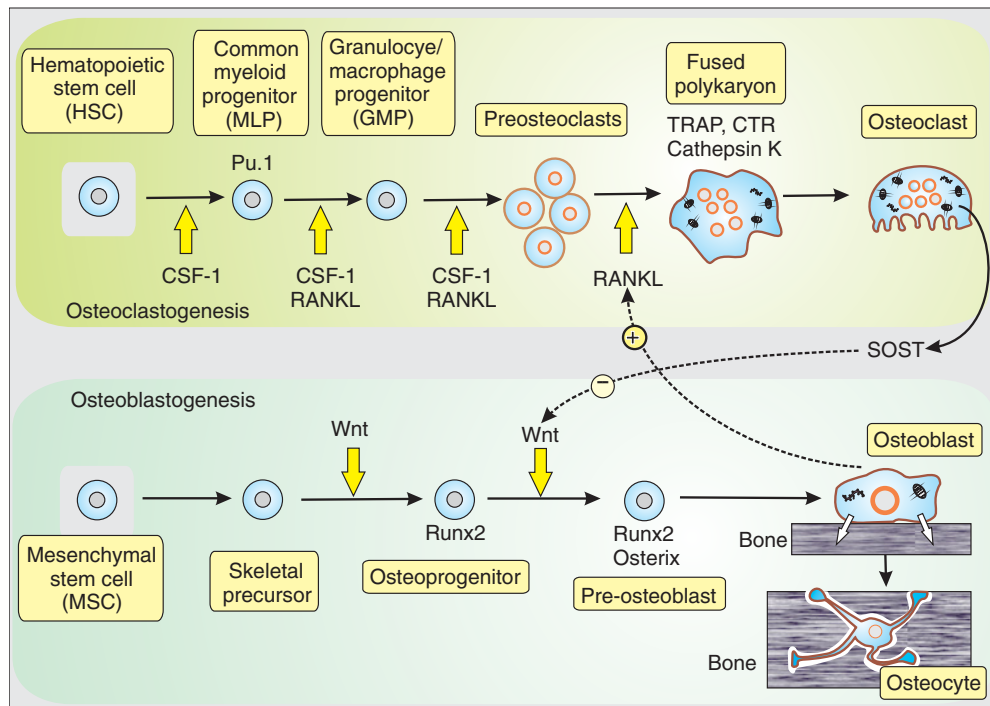 Hematopoietic
stem cell
(HSC)
Common
myeloid
progenitor
(MLP)
Granulocye/
macrophage
progenitor
(GMP)
Preosteoclasts
Fused
polykaryon
TRAP, CTR
Cathepsin K
Osteoclast
Pu.1
CSF-1
CSF-1
RANKL
CSF-1
RANKL
RANKL
Osteoclastogenesis
+
SOST
−
Osteoblastogenesis
Wnt
Wnt
Osteoblast
Runx2
Runx2
Osterix
Bone
Mesenchymal
stem cell
(MSC)
Skeletal
precursor
Osteoprogenitor
Pre-osteoblast
Bone
Osteocyte